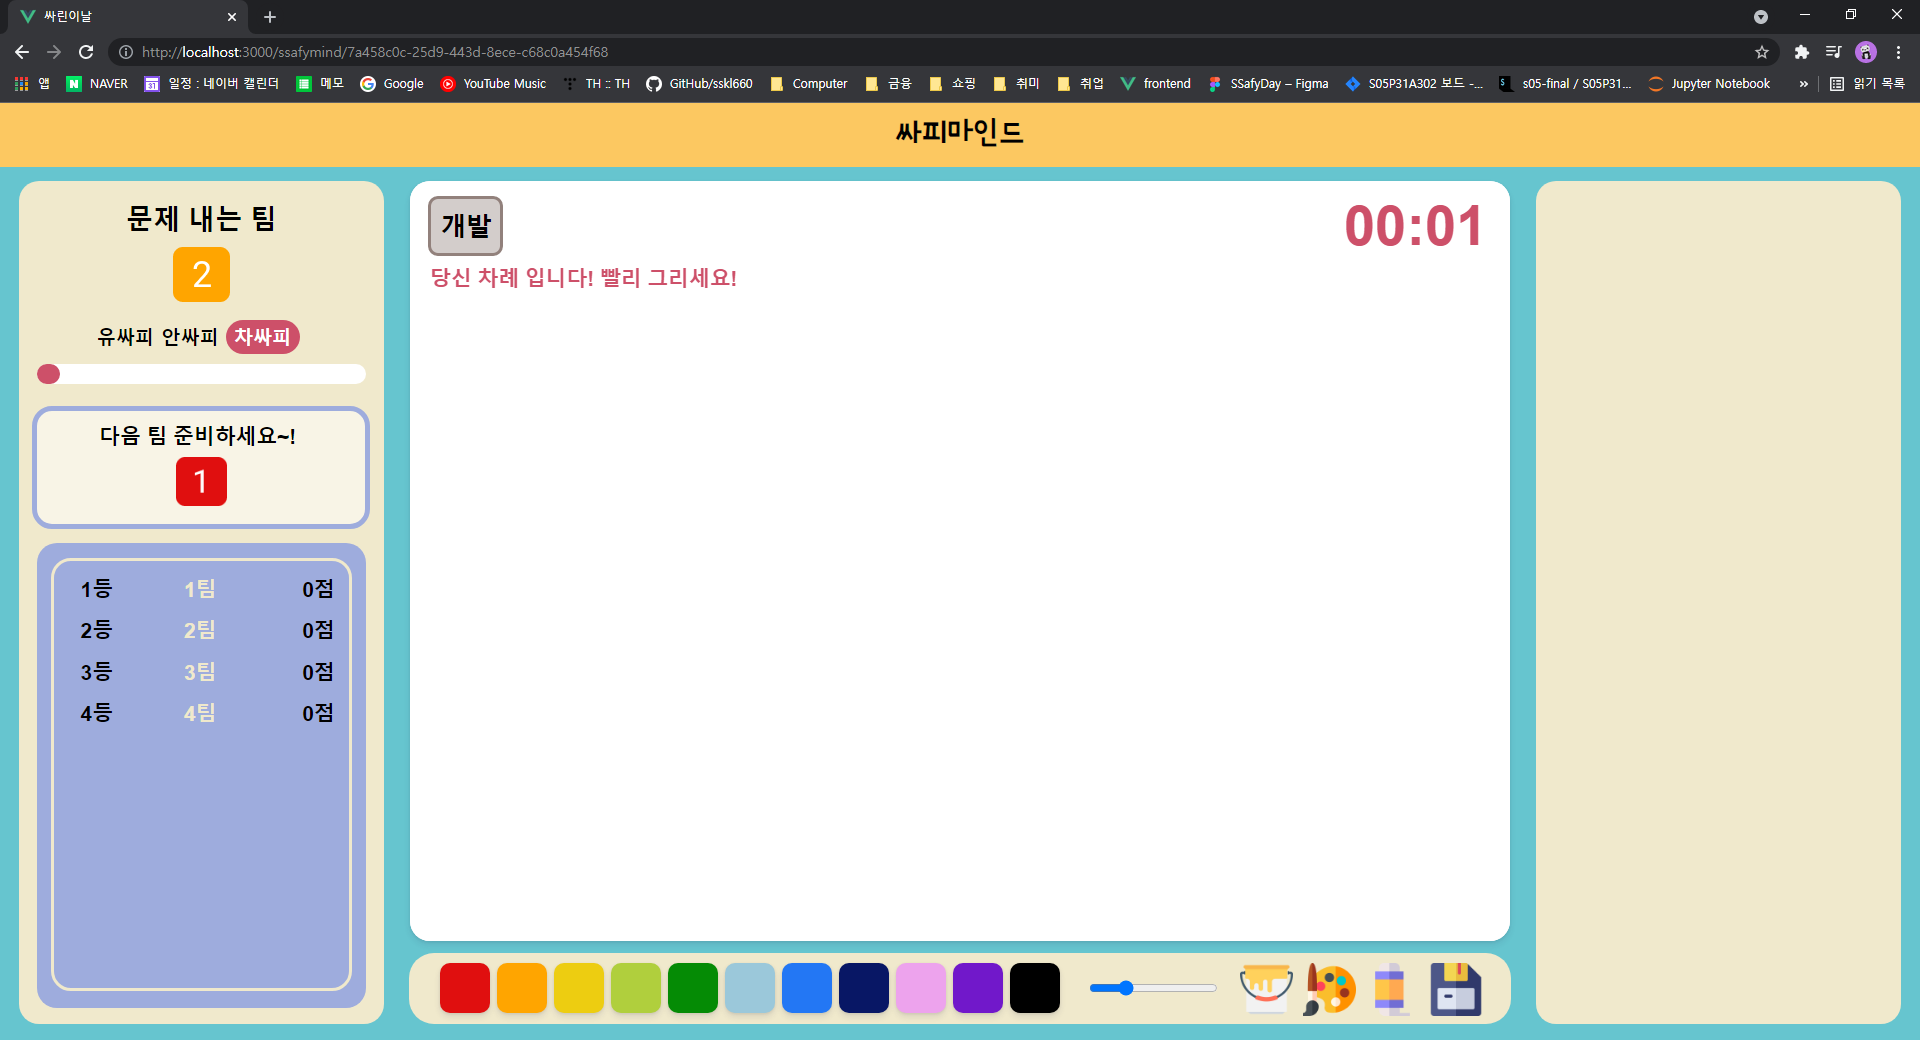 싸린이날
http://localhost:3000/ssafymind/7a458c0c-25d9-443d-8ece-c68c0a454f68
앱 NAVER 일정 : 네이버 캘린더 메모 Google YouTube Music TH :: TH GitHub/sskl660 Computer 금융 쇼핑 취미 취업 frontend SSafyDay – Figma S05P31A302 보드 -... s05-final / S05P31... Jupyter Notebook » 읽기 목록
싸피마인드
문제 내는 팀
2
유싸피 안싸피 차싸피
다음 팀 준비하세요~!
1
1등 1팀 0점
2등 2팀 0점
3등 3팀 0점
4등 4팀 0점
개발
00:01
당신 차례 입니다! 빨리 그리세요!